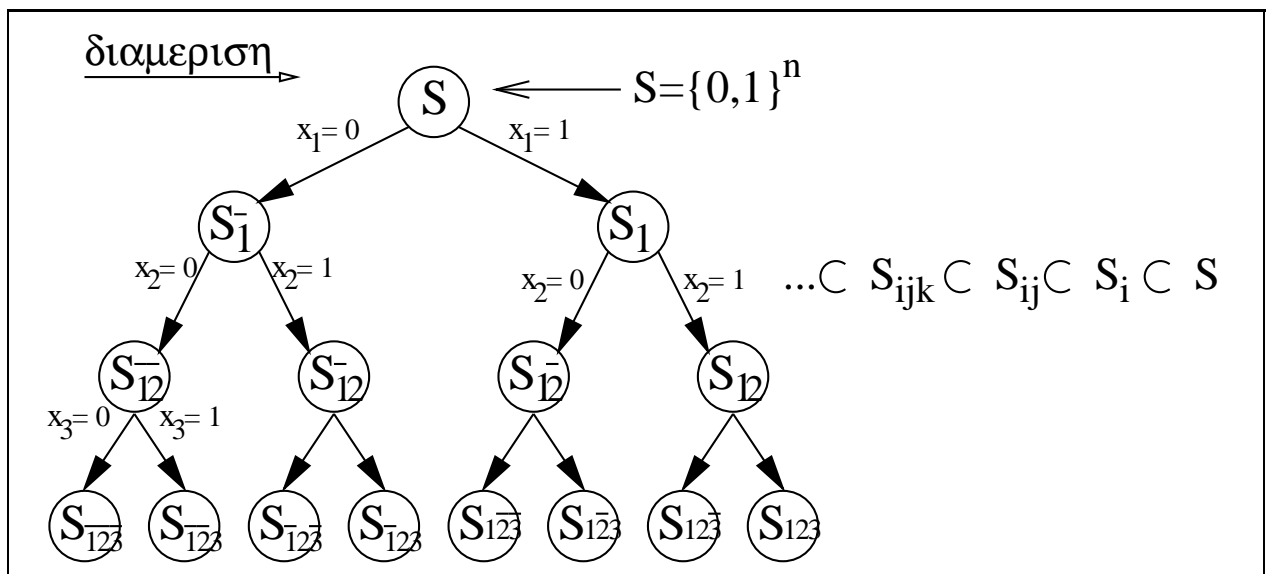 διαμεριση
S
S={0,1}ⁿ
x₁= 0
x₁= 1
S₁̄
S₁
x₂= 0
x₂= 1
x₂= 0
x₂= 1
...⊂ Sᵢⱼₖ ⊂ Sᵢⱼ ⊂ Sᵢ ⊂ S
S₁̄₂̄
S₁̄₂
S₁₂̄
S₁₂
x₃= 0
x₃= 1
S₁̄₂̄₃̄
S₁̄₂̄₃
S₁̄₂₃̄
S₁̄₂₃
S₁₂̄₃̄
S₁₂̄₃
S₁₂₃̄
S₁₂₃